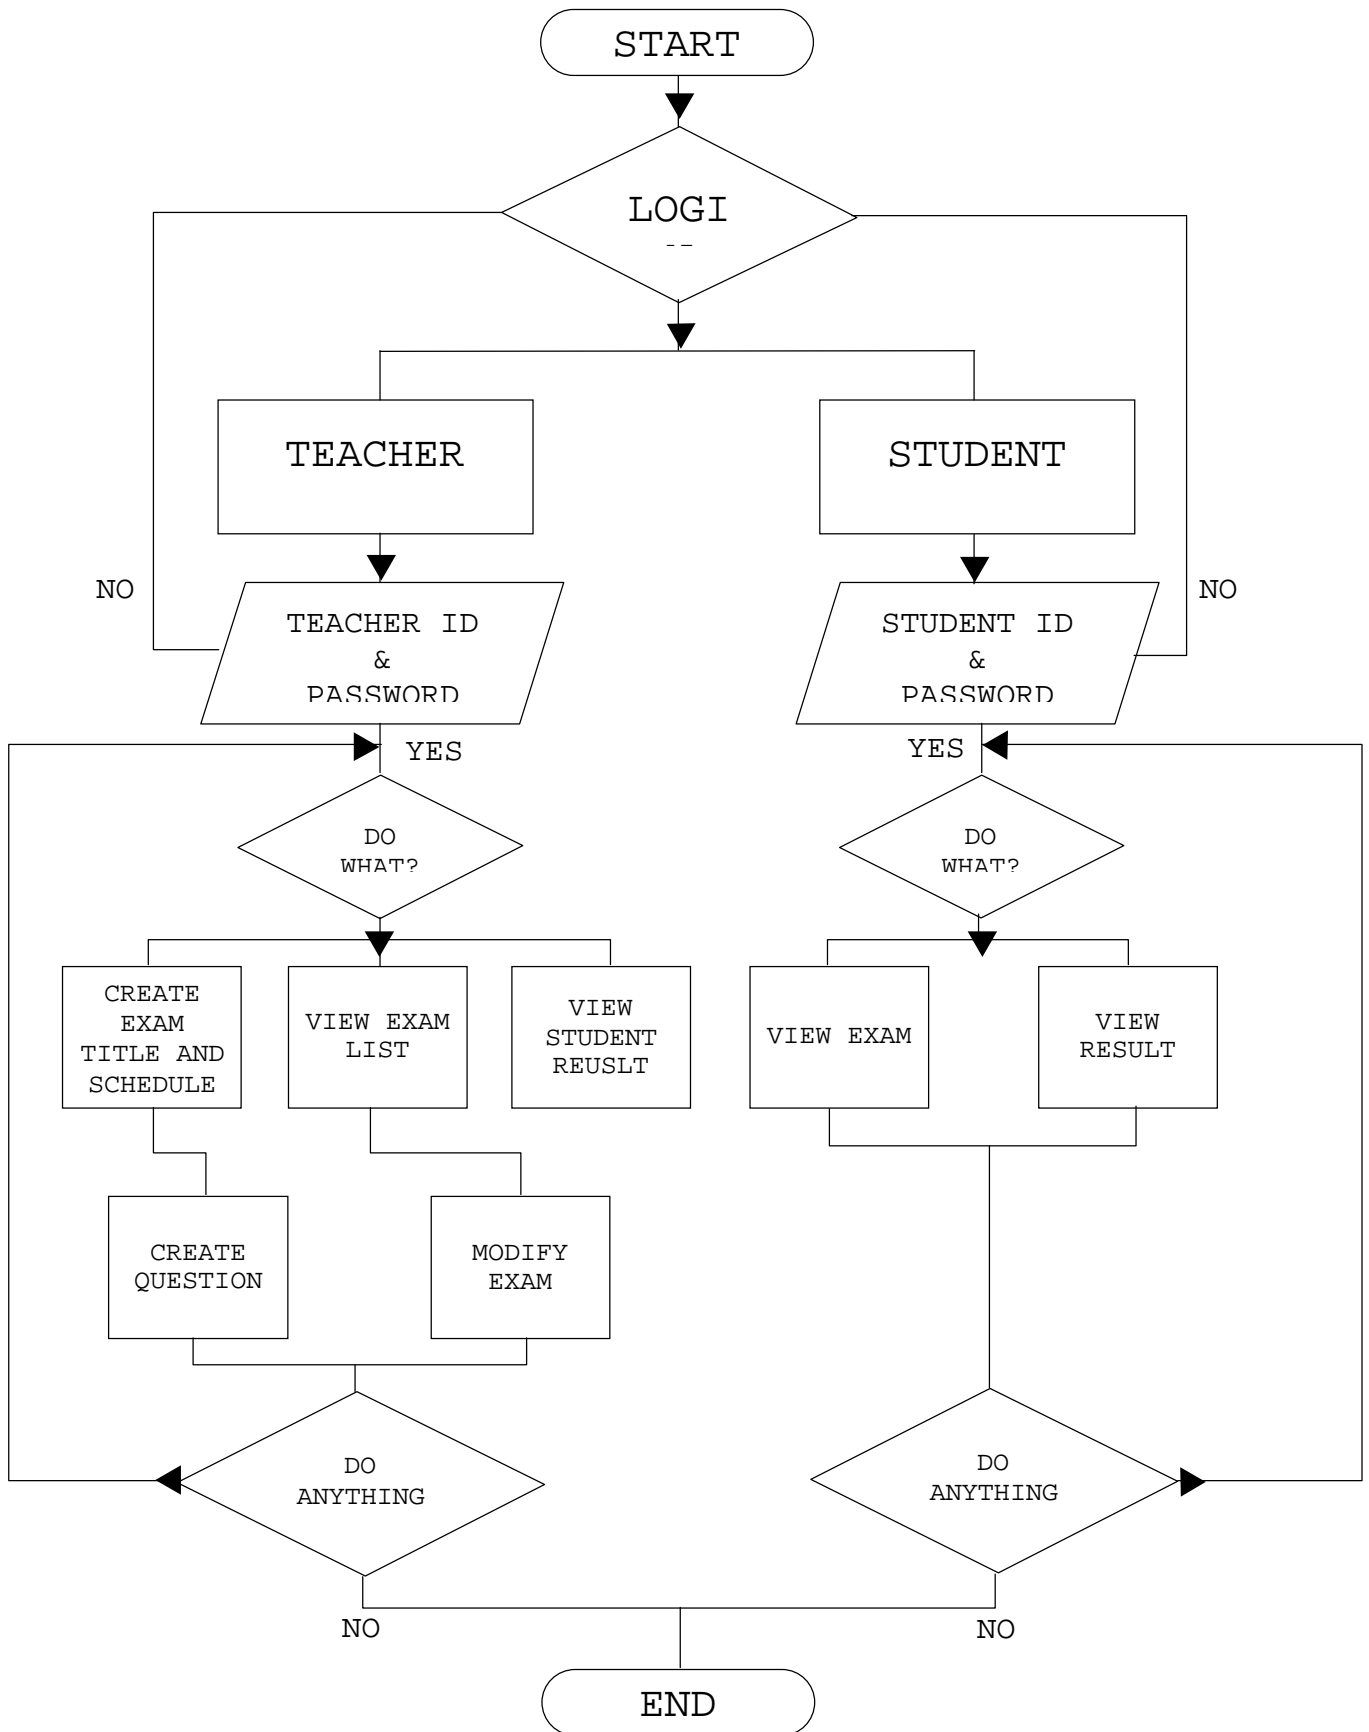 START
LOGI
TEACHER
STUDENT
NO
NO
TEACHER ID
&
PASSWORD
STUDENT ID
&
PASSWORD
YES
YES
DO
WHAT?
DO
WHAT?
CREATE
EXAM
TITLE AND
SCHEDULE
VIEW EXAM
LIST
VIEW
STUDENT
REUSLT
VIEW EXAM
VIEW
RESULT
CREATE
QUESTION
MODIFY
EXAM
DO
ANYTHING
DO
ANYTHING
NO
NO
END